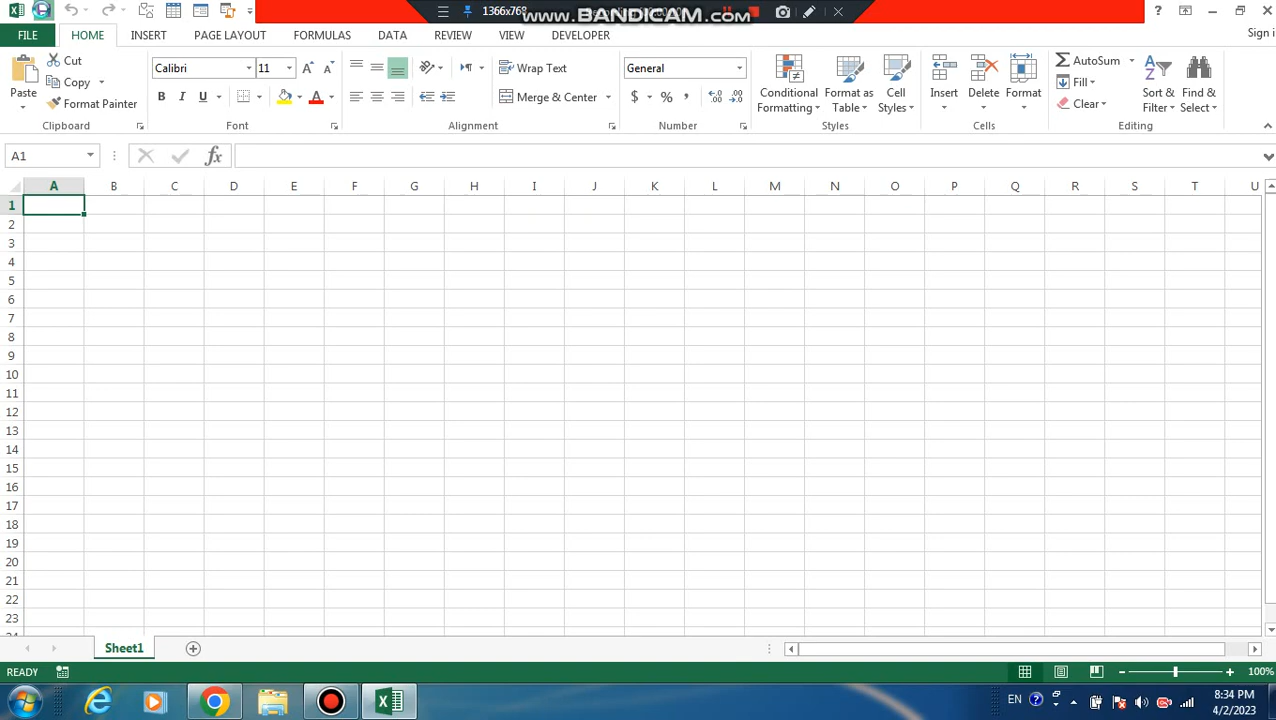 1366x768
www.BANDICAM.com
Sign i
FILE HOME INSERT PAGE LAYOUT FORMULAS DATA REVIEW VIEW DEVELOPER
Paste
Cut
Copy
Format Painter
Clipboard
Calibri 11
B I U
A
Font
Wrap Text
Merge & Center
Alignment
General
$ % ,
Number
Conditional
Formatting
Format as
Table
Cell
Styles
Styles
Insert
Delete
Format
Cells
AutoSum
Fill
Clear
Sort &
Filter
Find &
Select
Editing
A1 fx
A B C D E F G H I J K L M N O P Q R S T U
1
2
3
4
5
6
7
8
9
10
11
12
13
14
15
16
17
18
19
20
21
22
23
24
Sheet1
READY 100%
EN 8:34 PM
4/2/2023